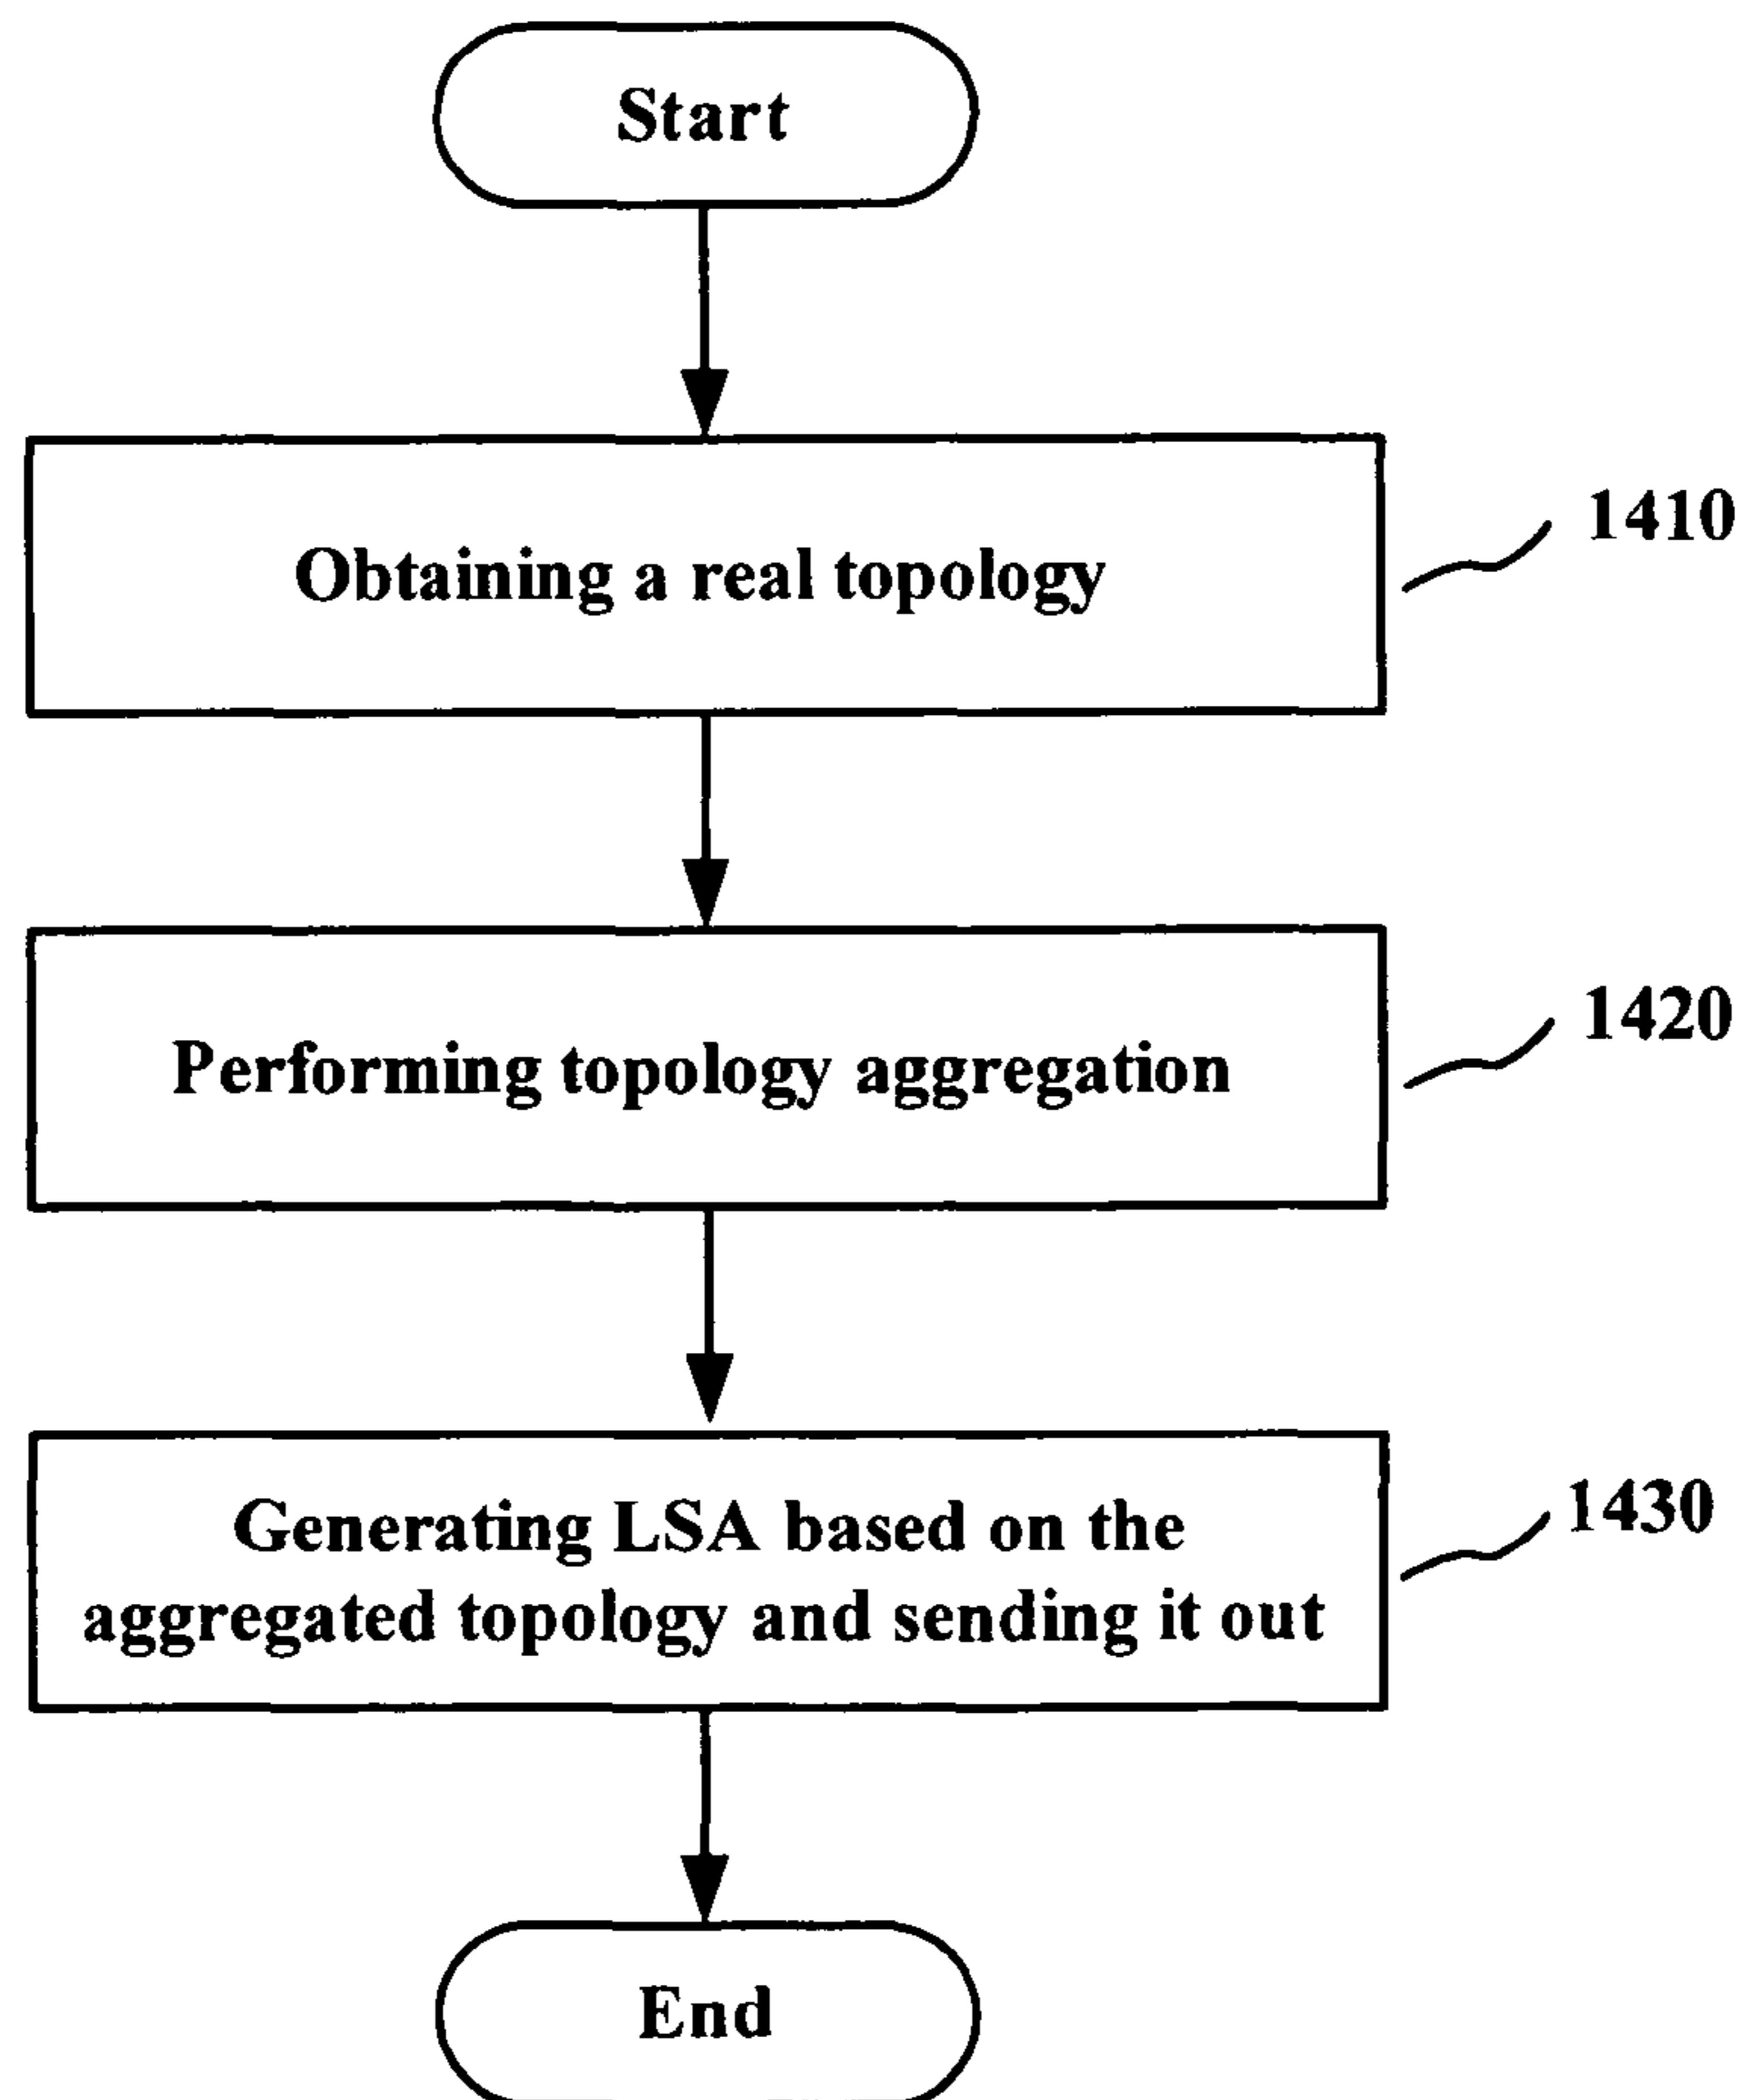 Start
Obtaining a real topology
1410
Performing topology aggregation
1420
Generating LSA based on the
aggregated topology and sending it out
1430
End